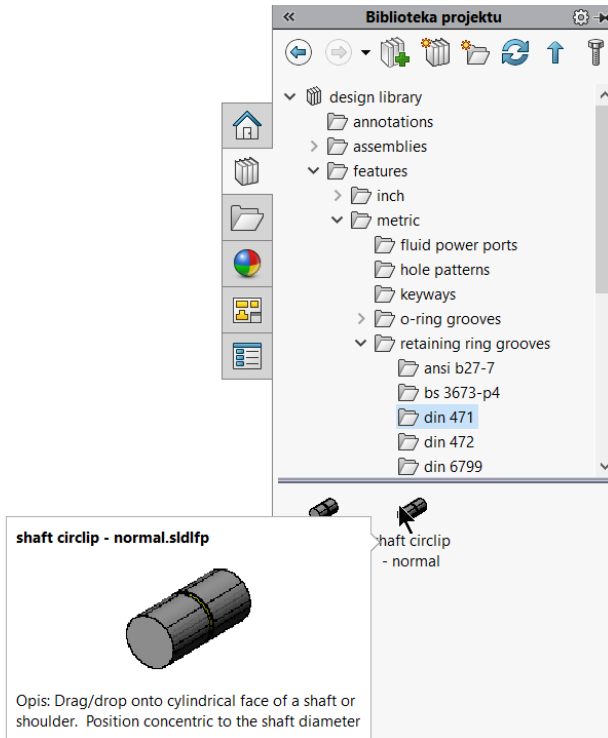 Biblioteka projektu
design library
annotations
assemblies
features
inch
metric
fluid power ports
hole patterns
keyways
o-ring grooves
retaining ring grooves
ansi b27-7
bs 3673-p4
din 471
din 472
din 6799
haft circlip
- normal
shaft circlip - normal.sldlfp
Opis: Drag/drop onto cylindrical face of a shaft or
shoulder. Position concentric to the shaft diameter